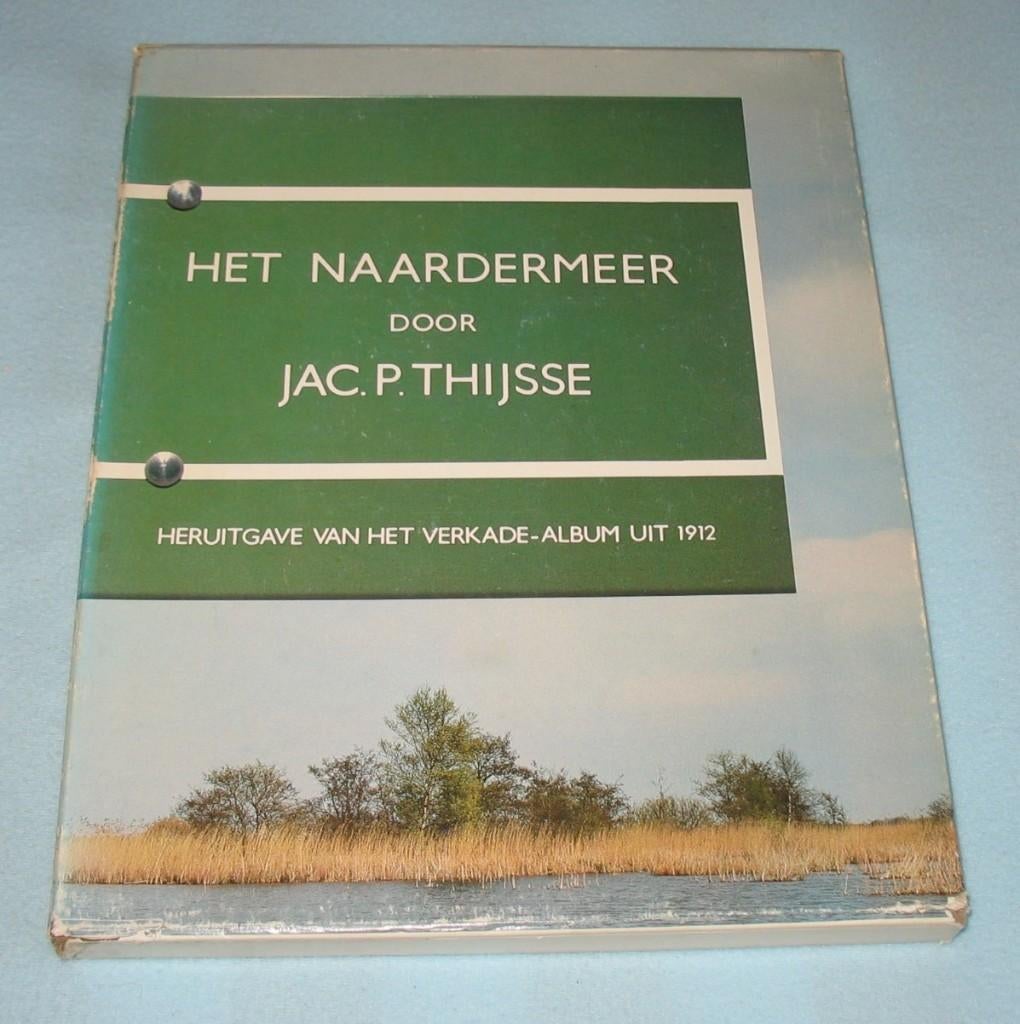 HET NAARDERMEER
DOOR
JAC. P. THIJSSE
HERUITGAVE VAN HET VERKADE-ALBUM UIT 1912